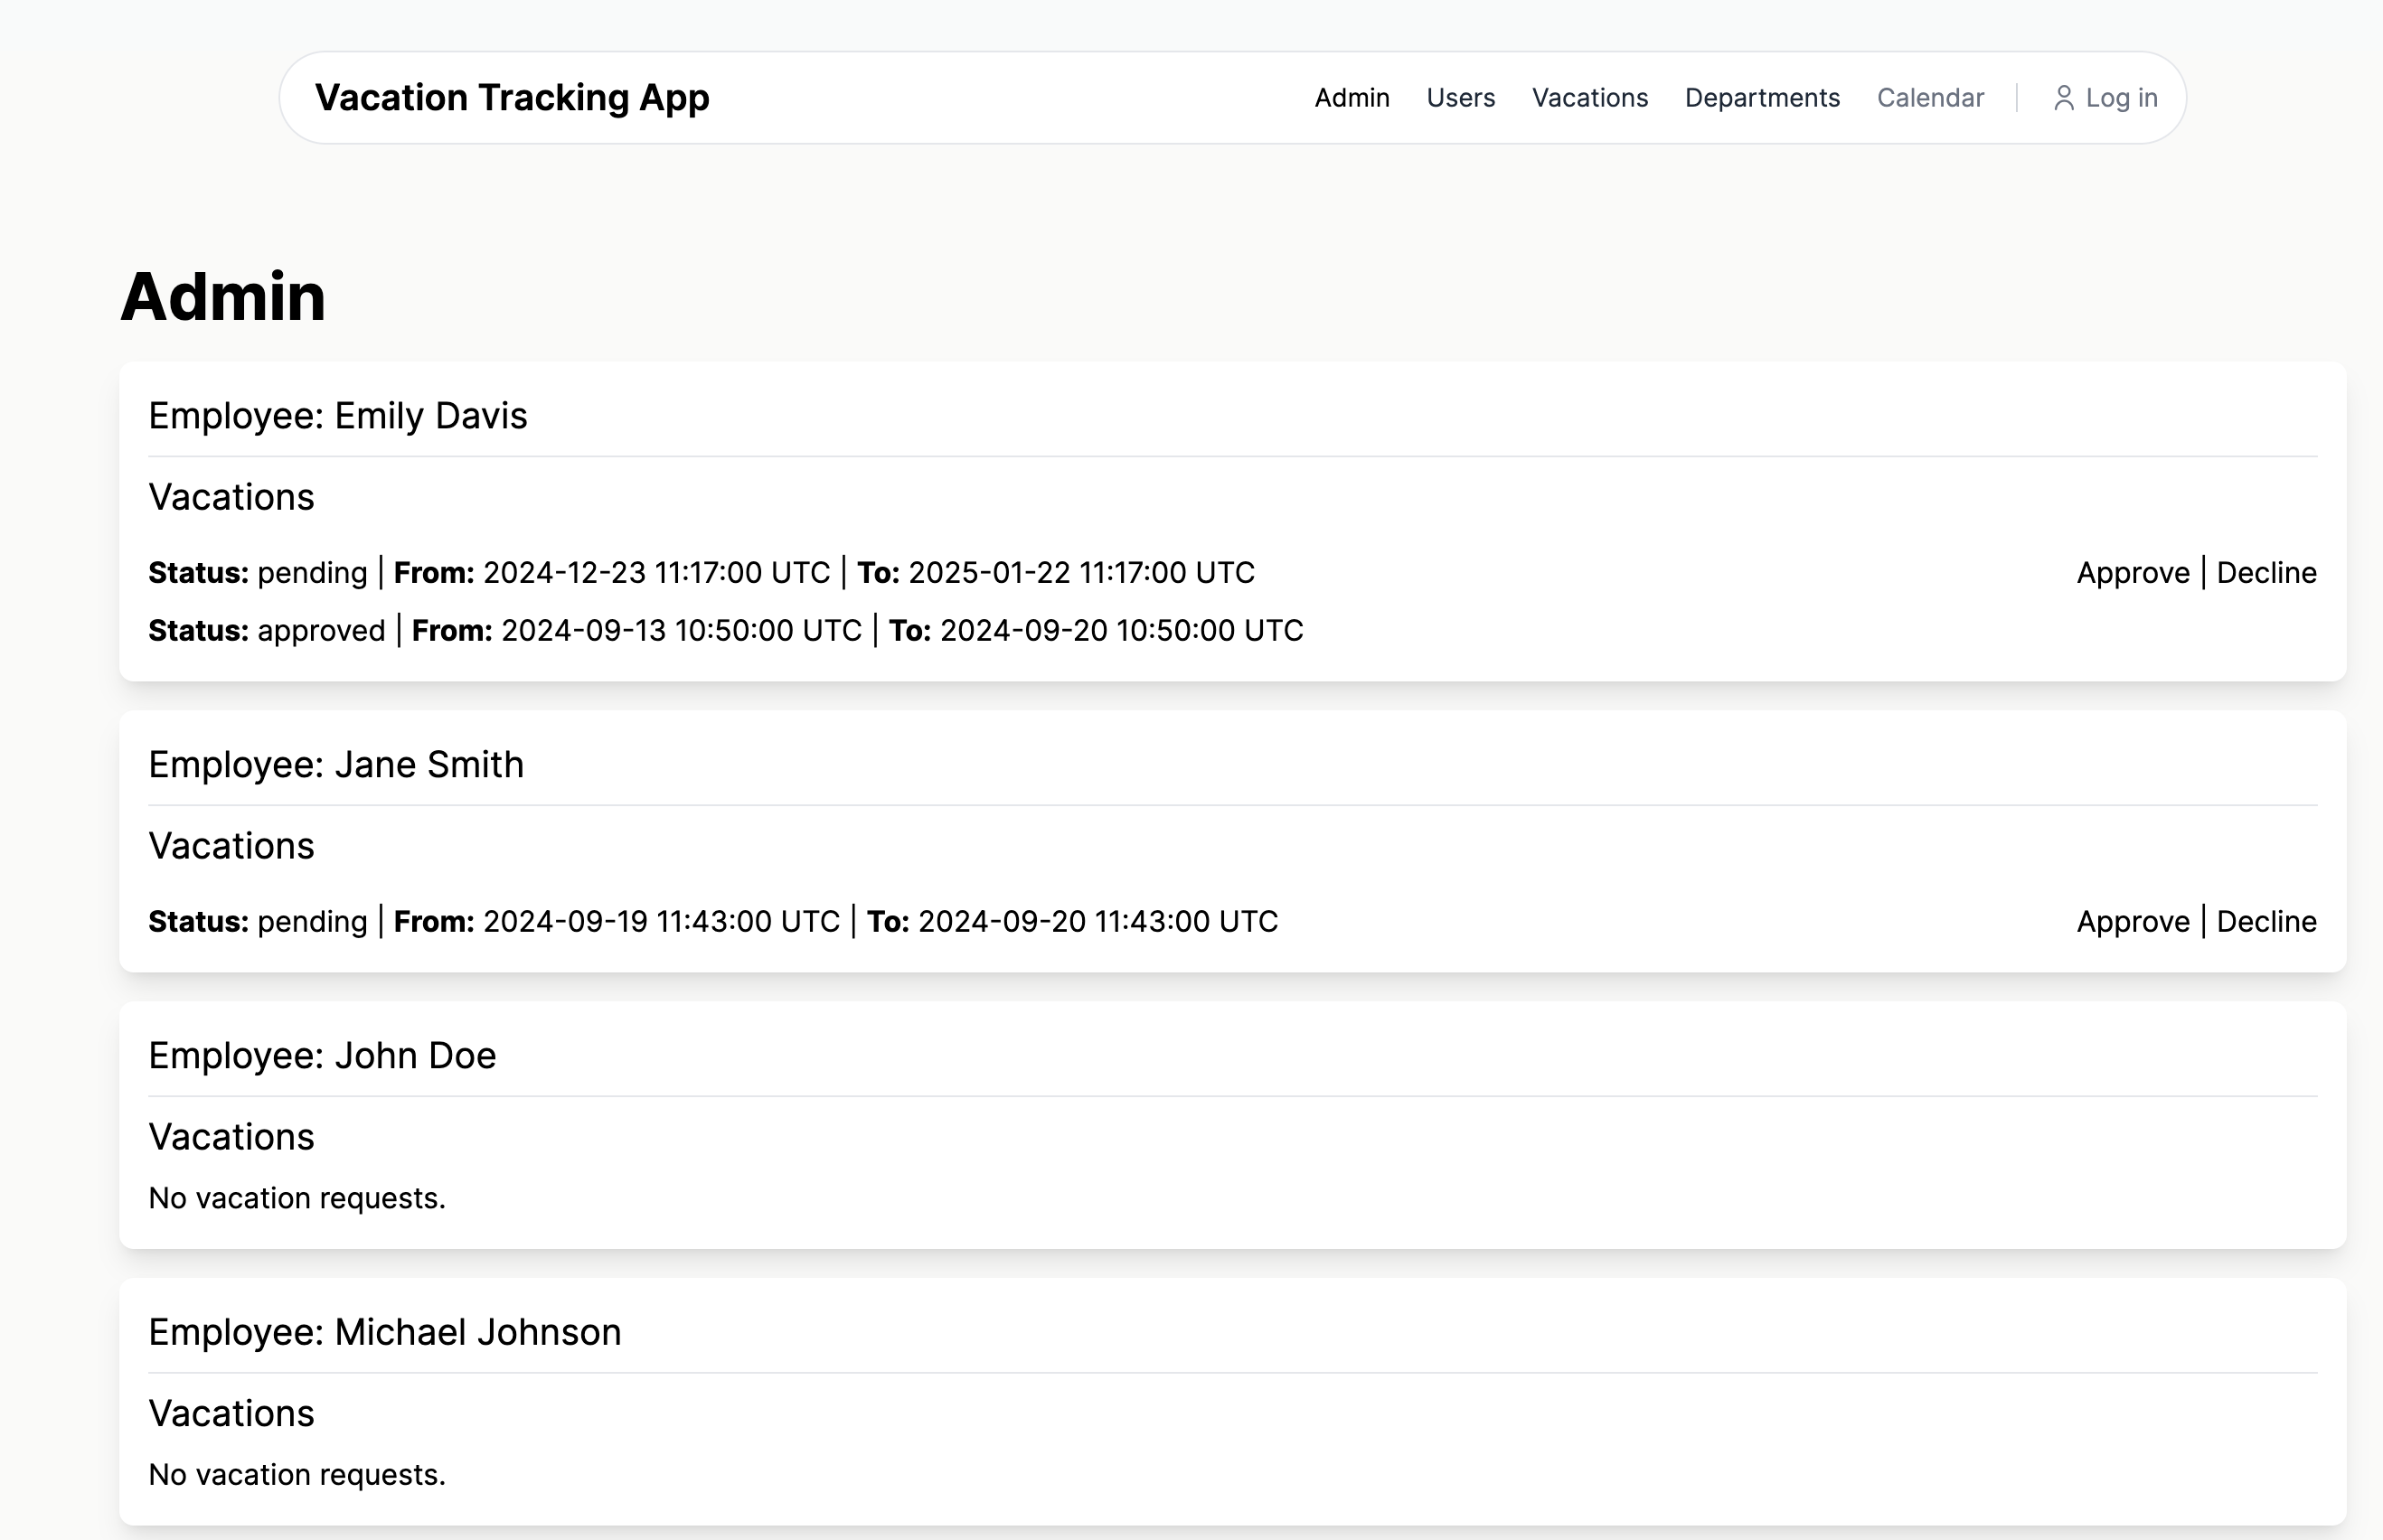 Vacation Tracking App Admin Users Vacations Departments Calendar | Log in
Admin
Employee: Emily Davis
Vacations
Status: pending | From: 2024-12-23 11:17:00 UTC | To: 2025-01-22 11:17:00 UTC Approve | Decline
Status: approved | From: 2024-09-13 10:50:00 UTC | To: 2024-09-20 10:50:00 UTC
Employee: Jane Smith
Vacations
Status: pending | From: 2024-09-19 11:43:00 UTC | To: 2024-09-20 11:43:00 UTC Approve | Decline
Employee: John Doe
Vacations
No vacation requests.
Employee: Michael Johnson
Vacations
No vacation requests.